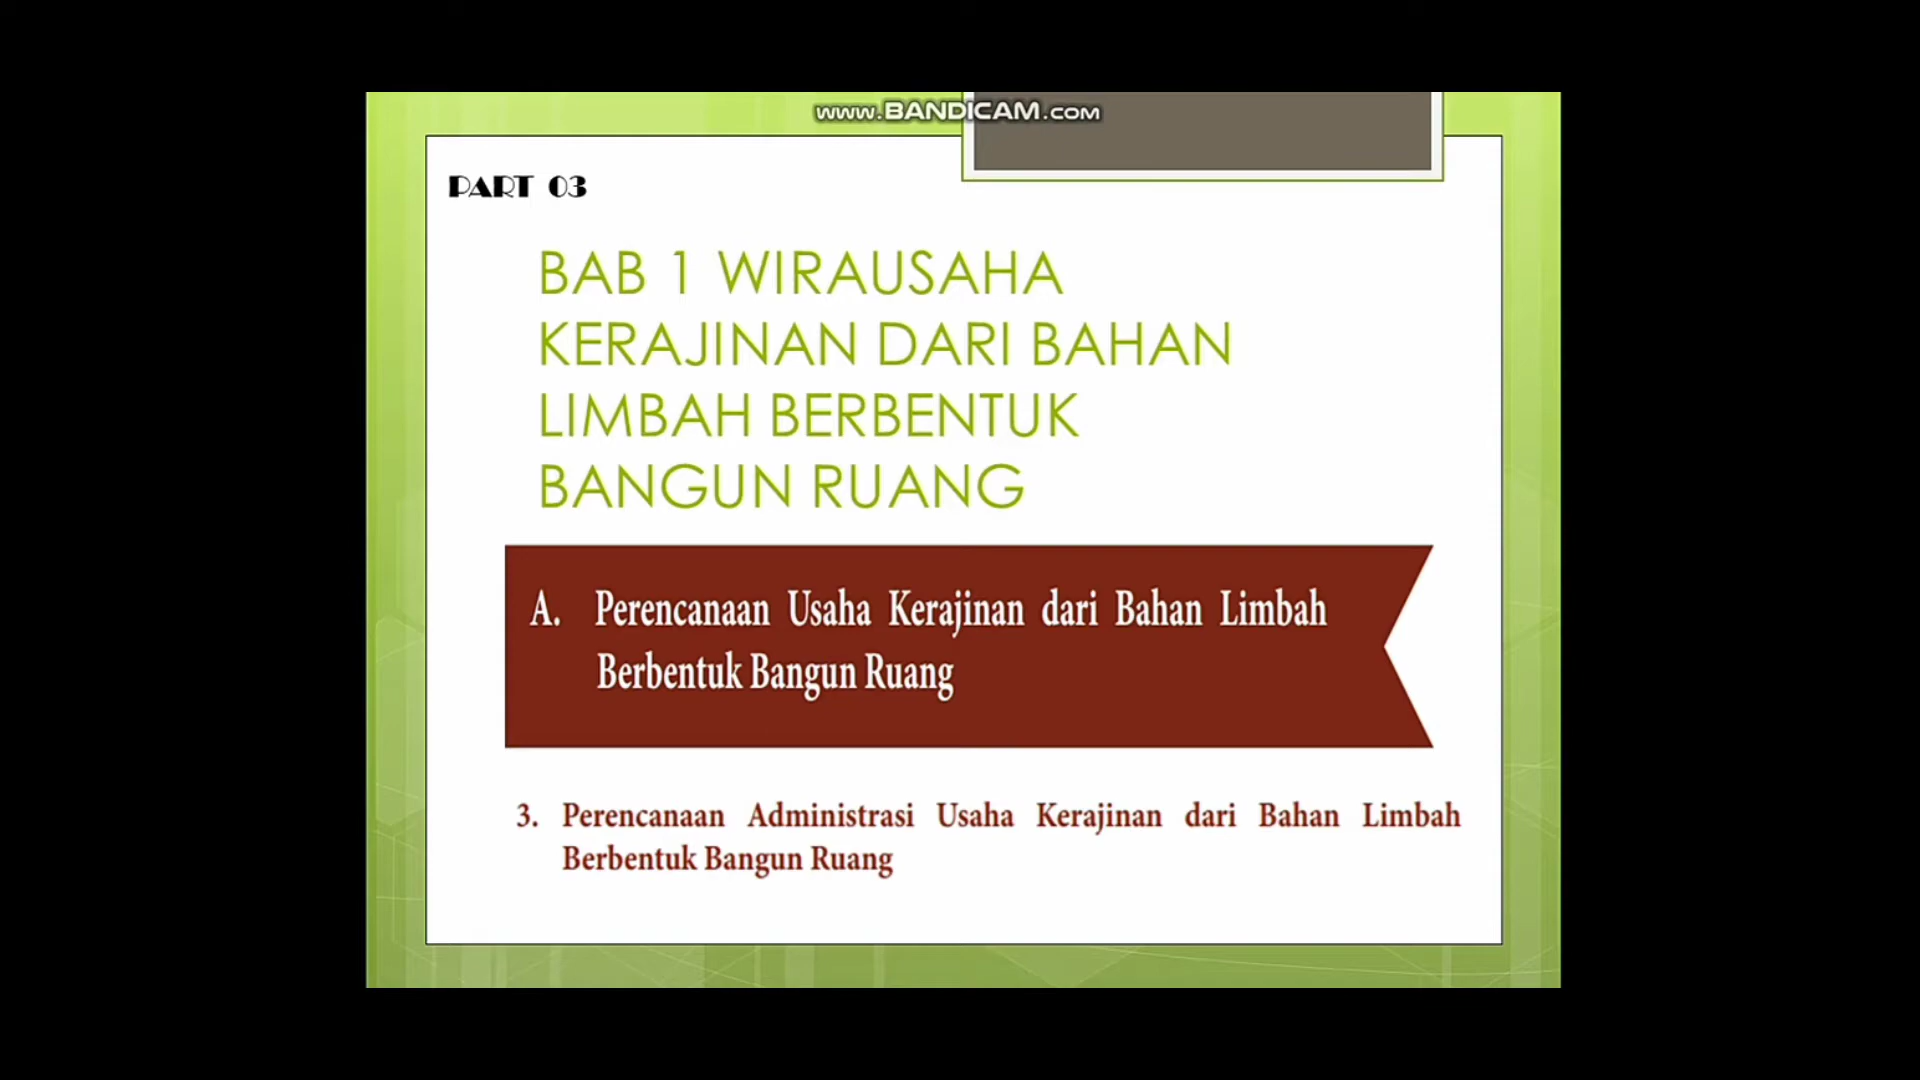 www.BANDICAM.com
PART 03
BAB 1 WIRAUSAHA
KERAJINAN DARI BAHAN
LIMBAH BERBENTUK
BANGUN RUANG
A. Perencanaan Usaha Kerajinan dari Bahan Limbah
Berbentuk Bangun Ruang
3. Perencanaan Administrasi Usaha Kerajinan dari Bahan Limbah
Berbentuk Bangun Ruang